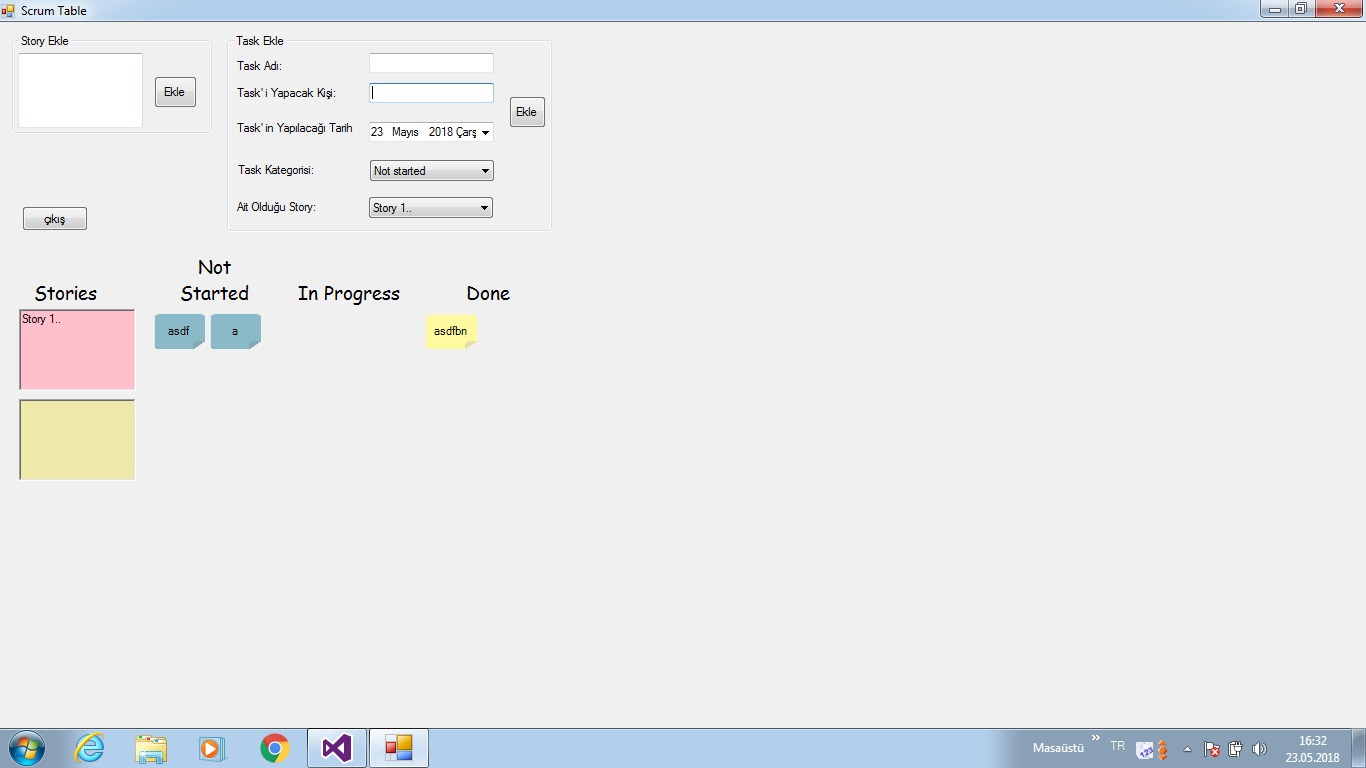 Scrum Table
Story Ekle
Ekle
Task Ekle
Task Adı:
Task'i Yapacak Kişi:
Task'in Yapılacağı Tarih
23 Mayıs 2018 Çarş
Task Kategorisi:
Not started
Ait Olduğu Story:
Story 1..
Ekle
çıkış
Stories
Not
Started
In Progress
Done
Story 1..
asdf
a
asdfbn
Masaüstü
»
TR
123
16:32
23.05.2018